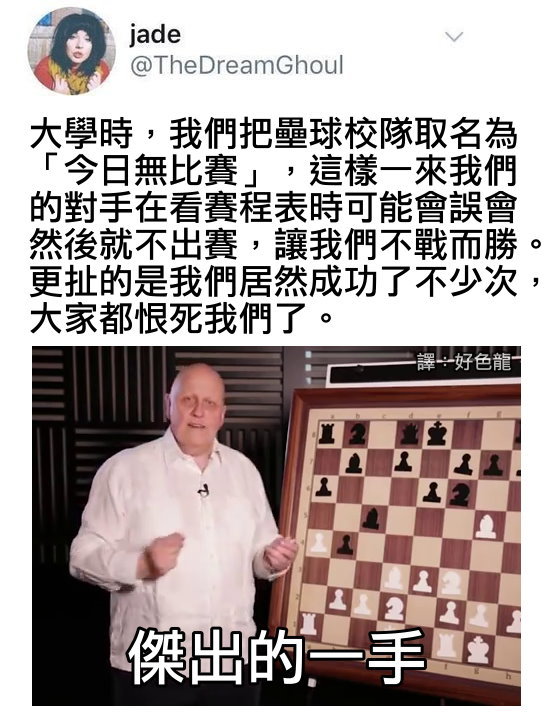 jade
@TheDreamGhoul
大學時，我們把壘球校隊取名為
「今日無比賽」，這樣一來我們
的對手在看賽程表時可能會誤會
然後就不出賽，讓我們不戰而勝。
更扯的是我們居然成功了不少次，
大家都恨死我們了。
譯：好色龍
傑出的一手